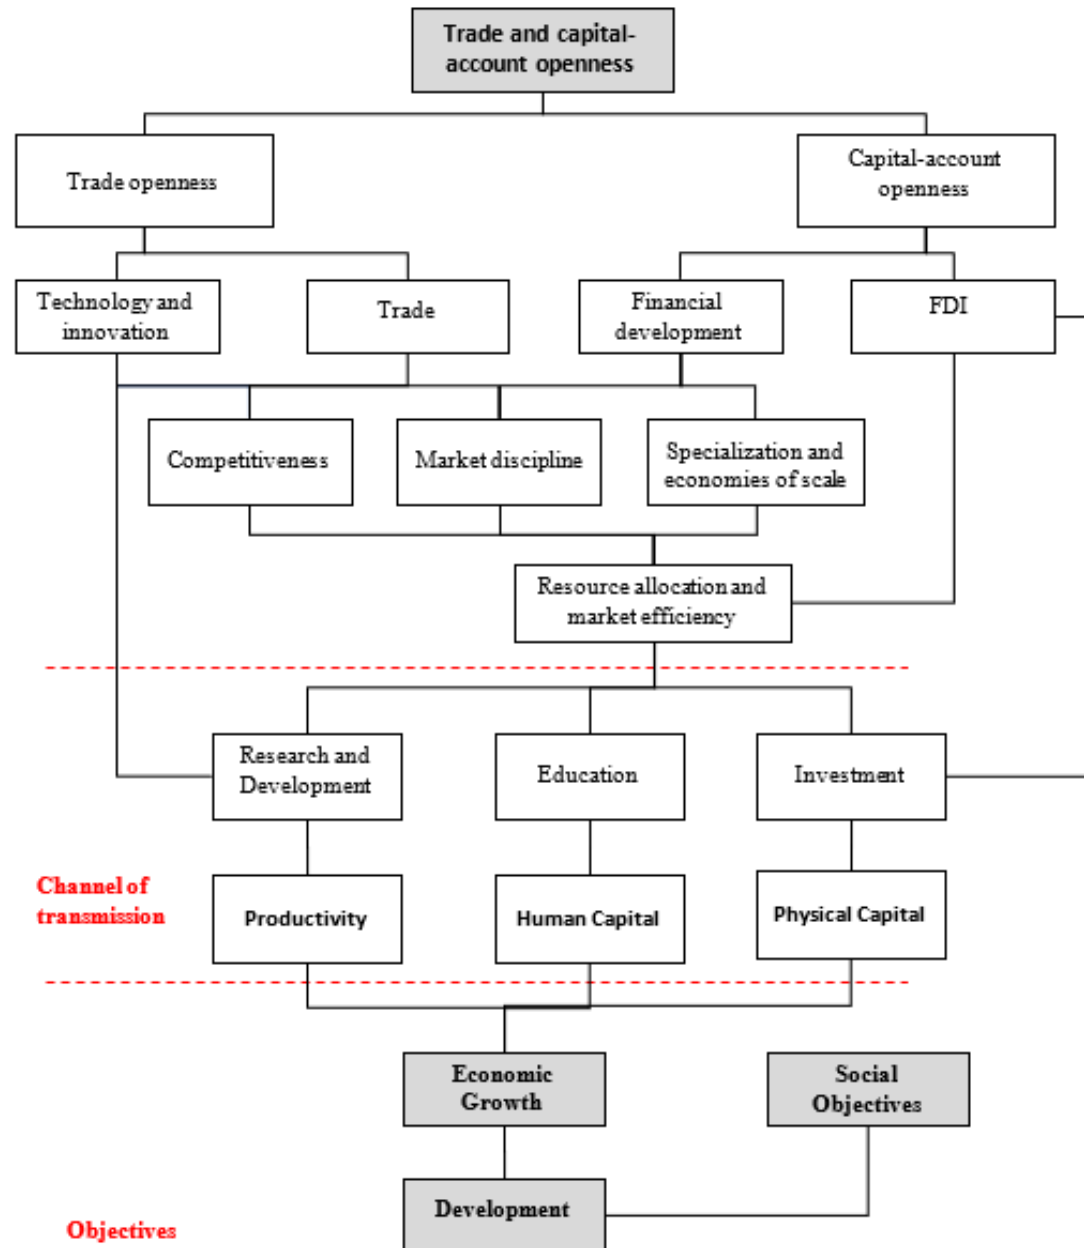 Trade and capital-
account openness
Trade openness
Capital-account
openness
Technology and
innovation
Trade
Financial
development
FDI
Competitiveness
Market discipline
Specialization and
economies of scale
Resource allocation and
market efficiency
Research and
Development
Education
Investment
Channel of
transmission
Productivity
Human Capital
Physical Capital
Economic
Growth
Social
Objectives
Development
Objectives